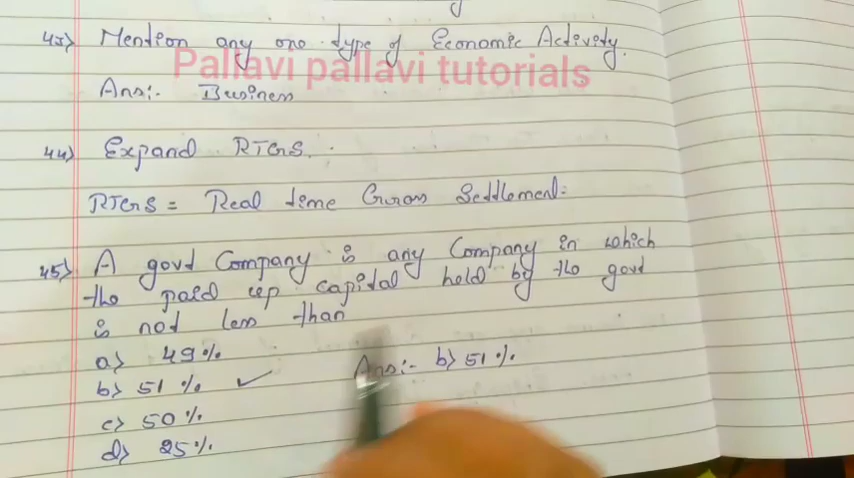 43) Mention any one type of Economic Activity.
Pallavi pallavi tutorials
Ans:- Business
44) Expand RTGS.
RTGS = Real time Gross Settlement=
45) A govt Company is any Company in which
the paid up capital held by the govt
is not less than
a) 49%
b) 51% ✓ Ans:- b) 51%
c) 50%
d) 25%